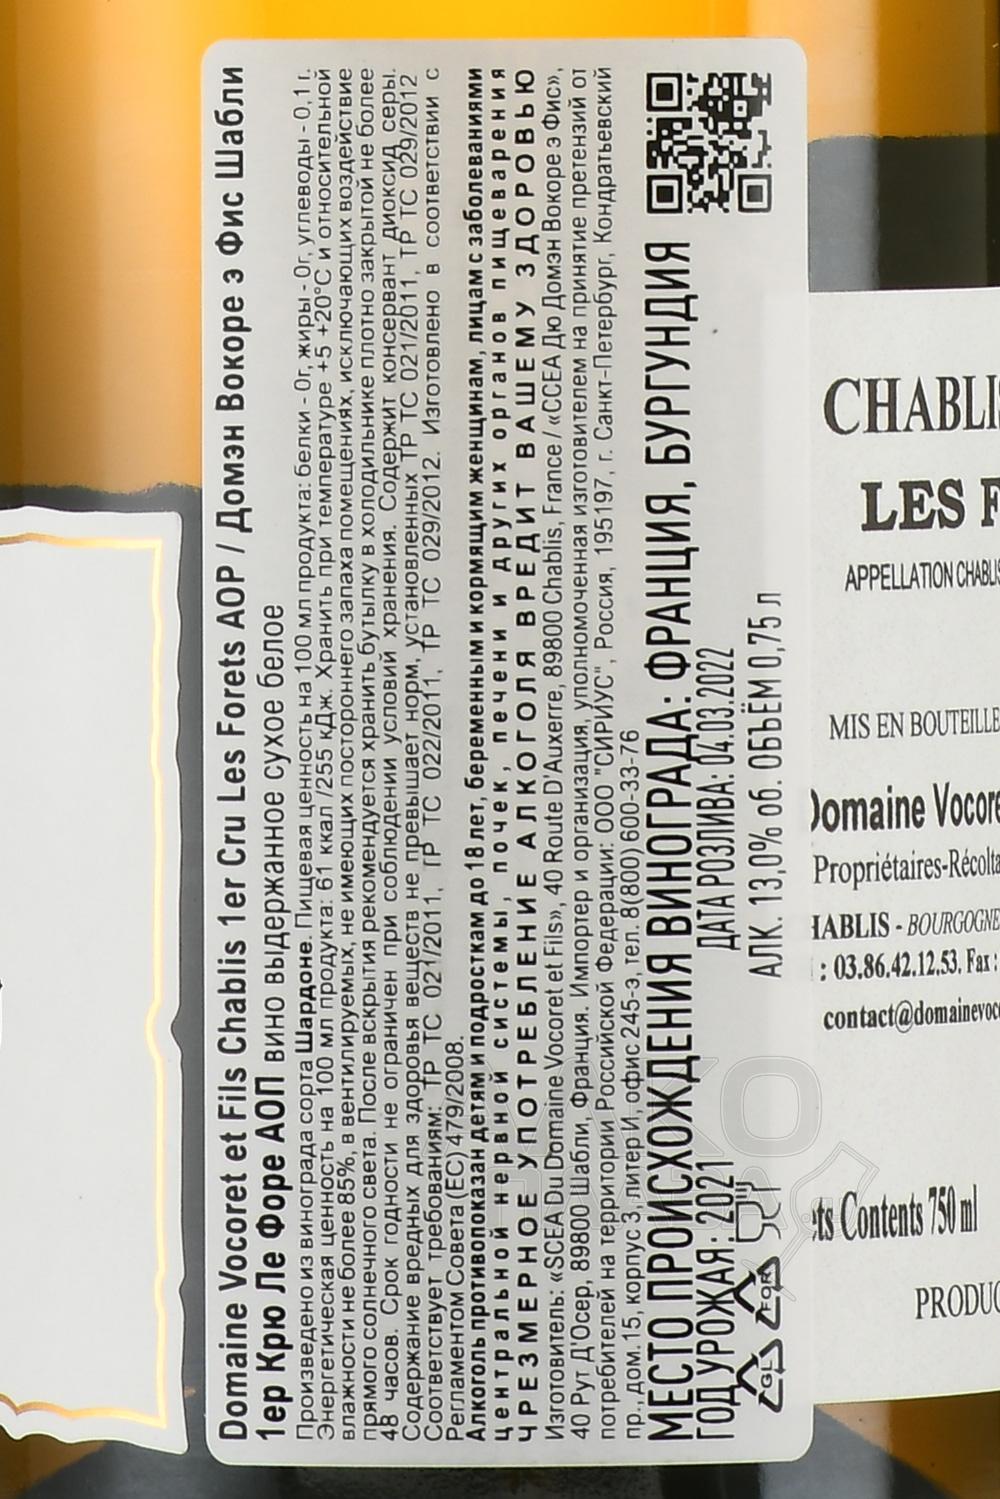 Domaine Vocoret et Fils Chablis 1er Cru Les Forets AOP / Домэн Вокоре э Фис Шабли
1ер Крю Ле Форе АОП вино выдержанное сухое белое
Произведено из винограда сорта Шардоне. Пищевая ценность на 100 мл продукта: белки - 0г, жиры - 0г, углеводы - 0,1 г.
Энергетическая ценность на 100 мл продукта: 61 ккал /255 кДж. Хранить при температуре +5 +20°С и относительной
влажности не более 85%, в вентилируемых, не имеющих постороннего запаха помещениях, исключающих воздействие
прямого солнечного света. После вскрытия рекомендуется хранить бутылку в холодильнике плотно закрытой не более
48 часов. Срок годности не ограничен при соблюдении условий хранения. Содержит консервант диоксид серы.
Содержание вредных для здоровья веществ не превышает норм, установленных ТР ТС 021/2011, ТР ТС 029/2012
Соответствует требованиям: ТР ТС 021/2011, ТР ТС 022/2011, ТР ТС 029/2012. Изготовлено в соответствии с
Регламентом Совета (ЕС) 479/2008.
Алкоголь противопоказан детям и подросткам до 18 лет, беременным и кормящим женщинам, лицам с заболеваниями
центральной нервной системы, почек, печени и других органов пищеварения
ЧРЕЗМЕРНОЕ УПОТРЕБЛЕНИЕ АЛКОГОЛЯ ВРЕДИТ ВАШЕМУ ЗДОРОВЬЮ
Изготовитель: «SCEA Du Domaine Vocoret et Fils», 40 Route D'Auxerre, 89800 Chablis, France / «ССЕА Дю Домэн Вокоре э Фис»,
40 Рут Д'Осер, 89800 Шабли, Франция. Импортер и организация, уполномоченная изготовителем на принятие претензий от
потребителей на территории Российской Федерации: ООО "СИРИУС", Россия, 195197, г. Санкт-Петербург, Кондратьевский
пр., дом. 15, корпус 3, литер И, офис 245-э, тел. 8(800) 600-33-76
МЕСТО ПРОИСХОЖДЕНИЯ ВИНОГРАДА: ФРАНЦИЯ, БУРГУНДИЯ
ГОД УРОЖАЯ: 2021
ДАТА РОЗЛИВА: 04.03.2022
АЛК. 13,0% об. ОБЪЁМ 0,75 л
GL
FOR
CHABLIS
LES F
APPELLATION CHABLIS
MIS EN BOUTEILLE
Domaine Vocore
Propriétaires-Récolta
HABLIS - BOURGOGNE
: 03.86.42.12.53. Fax :
contact@domainevoco
ets Contents 750 ml
PRODUC